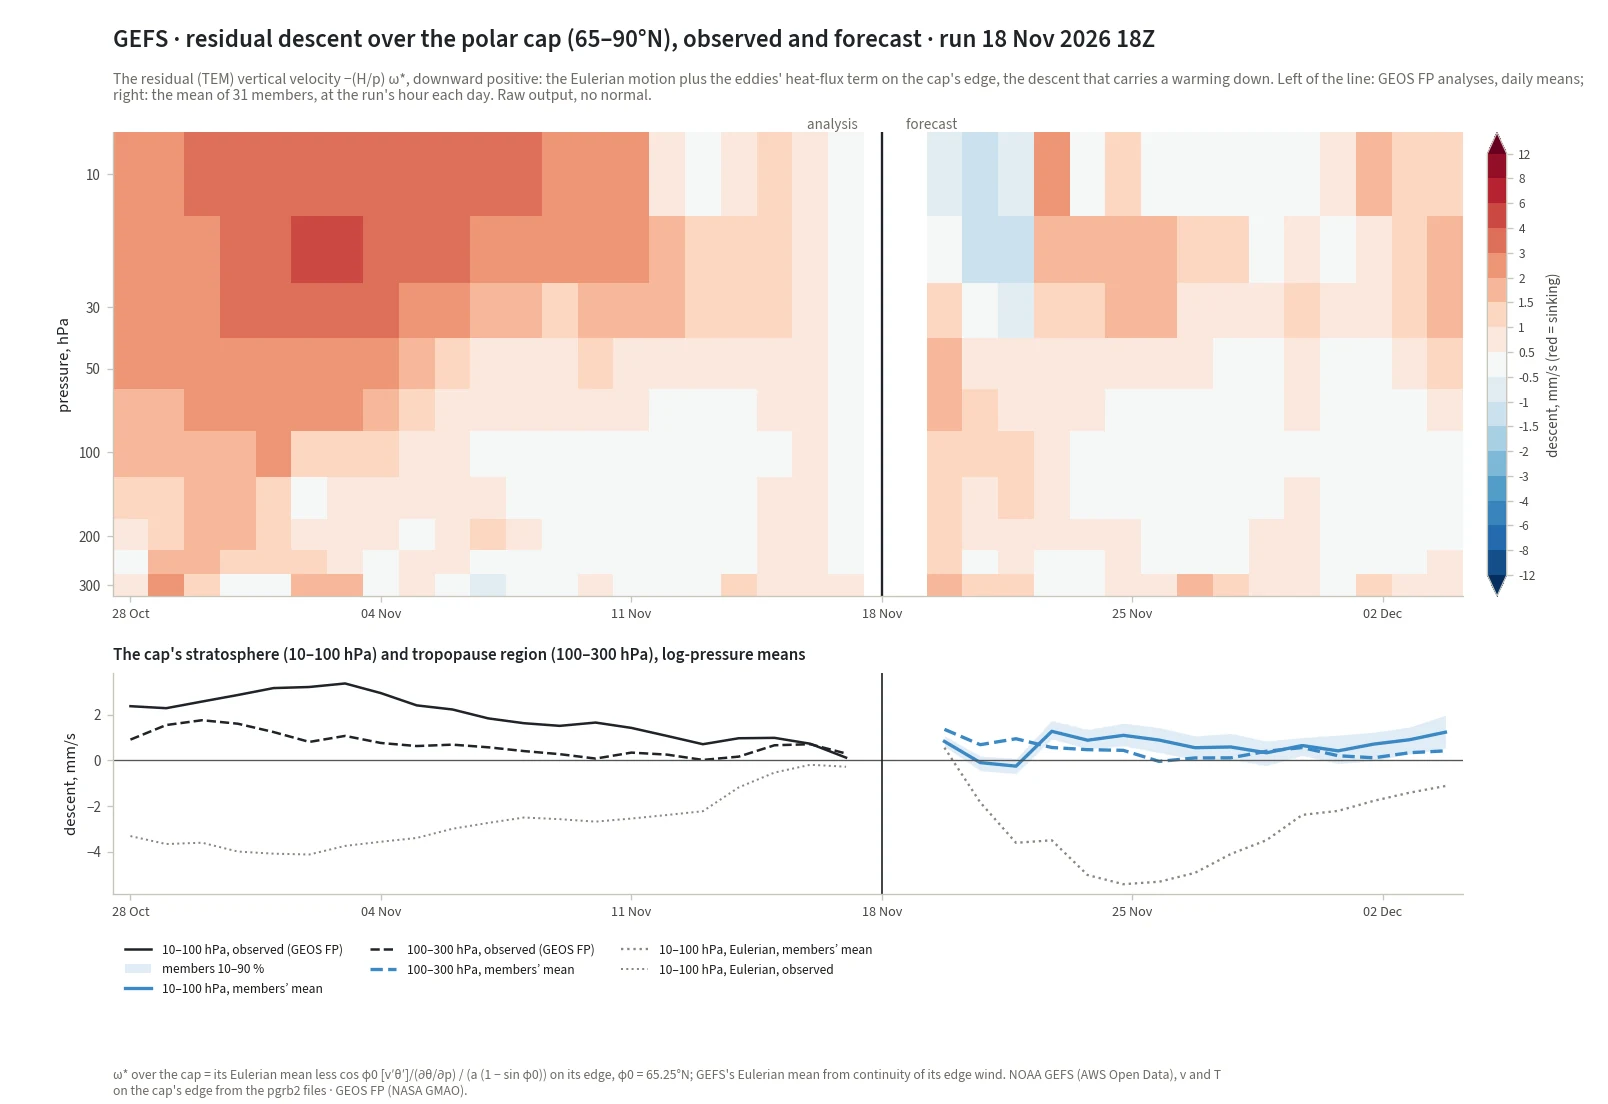 GEFS · residual descent over the polar cap (65–90°N), observed and forecast · run 18 Nov 2026 18Z
The residual (TEM) vertical velocity −(H/p) ω*, downward positive: the Eulerian motion plus the eddies' heat-flux term on the cap's edge, the descent that carries a warming down. Left of the line: GEOS FP analyses, daily means;
right: the mean of 31 members, at the run's hour each day. Raw output, no normal.
analysis
forecast
pressure, hPa
10
30
50
100
200
300
28 Oct
04 Nov
11 Nov
18 Nov
25 Nov
02 Dec
12
8
6
4
3
2
1.5
1
0.5
-0.5
-1
-1.5
-2
-3
-4
-6
-8
-12
descent, mm/s (red = sinking)
The cap's stratosphere (10–100 hPa) and tropopause region (100–300 hPa), log-pressure means
descent, mm/s
2
0
−2
−4
28 Oct
04 Nov
11 Nov
18 Nov
25 Nov
02 Dec
10–100 hPa, observed (GEOS FP)
members 10–90 %
10–100 hPa, members’ mean
100–300 hPa, observed (GEOS FP)
100–300 hPa, members’ mean
10–100 hPa, Eulerian, members’ mean
10–100 hPa, Eulerian, observed
ω* over the cap = its Eulerian mean less cos φ0 [v′θ′]/(∂θ/∂p) / (a (1 − sin φ0)) on its edge, φ0 = 65.25°N; GEFS's Eulerian mean from continuity of its edge wind. NOAA GEFS (AWS Open Data), v and T
on the cap's edge from the pgrb2 files · GEOS FP (NASA GMAO).